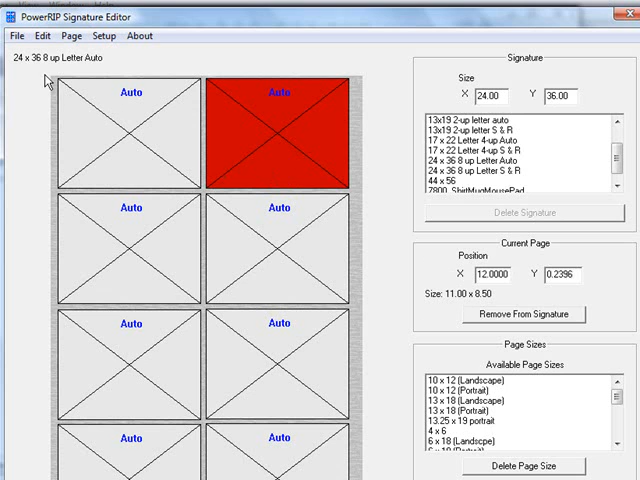 PowerRIP Signature Editor
File Edit Page Setup About
24 x 36 8 up Letter Auto
Auto Auto
Auto Auto
Auto Auto
Auto Auto
Signature
Size
X 24.00 Y 36.00
13x19 2-up letter auto
13x19 2-up letter S & R
17 x 22 Letter 4-up Auto
17 x 22 Letter 4-up S & R
24 x 36 8 up Letter Auto
24 x 36 8 up Letter S & R
44 x 56
7800_ShirtMugMousePad
Delete Signature
Current Page
Position
X 12.0000 Y 0.2396
Size: 11.00 x 8.50
Remove From Signature
Page Sizes
Available Page Sizes
10 x 12 (Landscape)
10 x 12 (Portrait)
13 x 18 (Landscape)
13 x 18 (Portrait)
13.25 x 19 portrait
4 x 6
6 x 18 (Landscpe)
6 x 18 (Portrait)
Delete Page Size